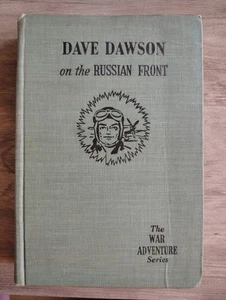 DAVE DAWSON
on the RUSSIAN FRONT
The
WAR
ADVENTURE
Series